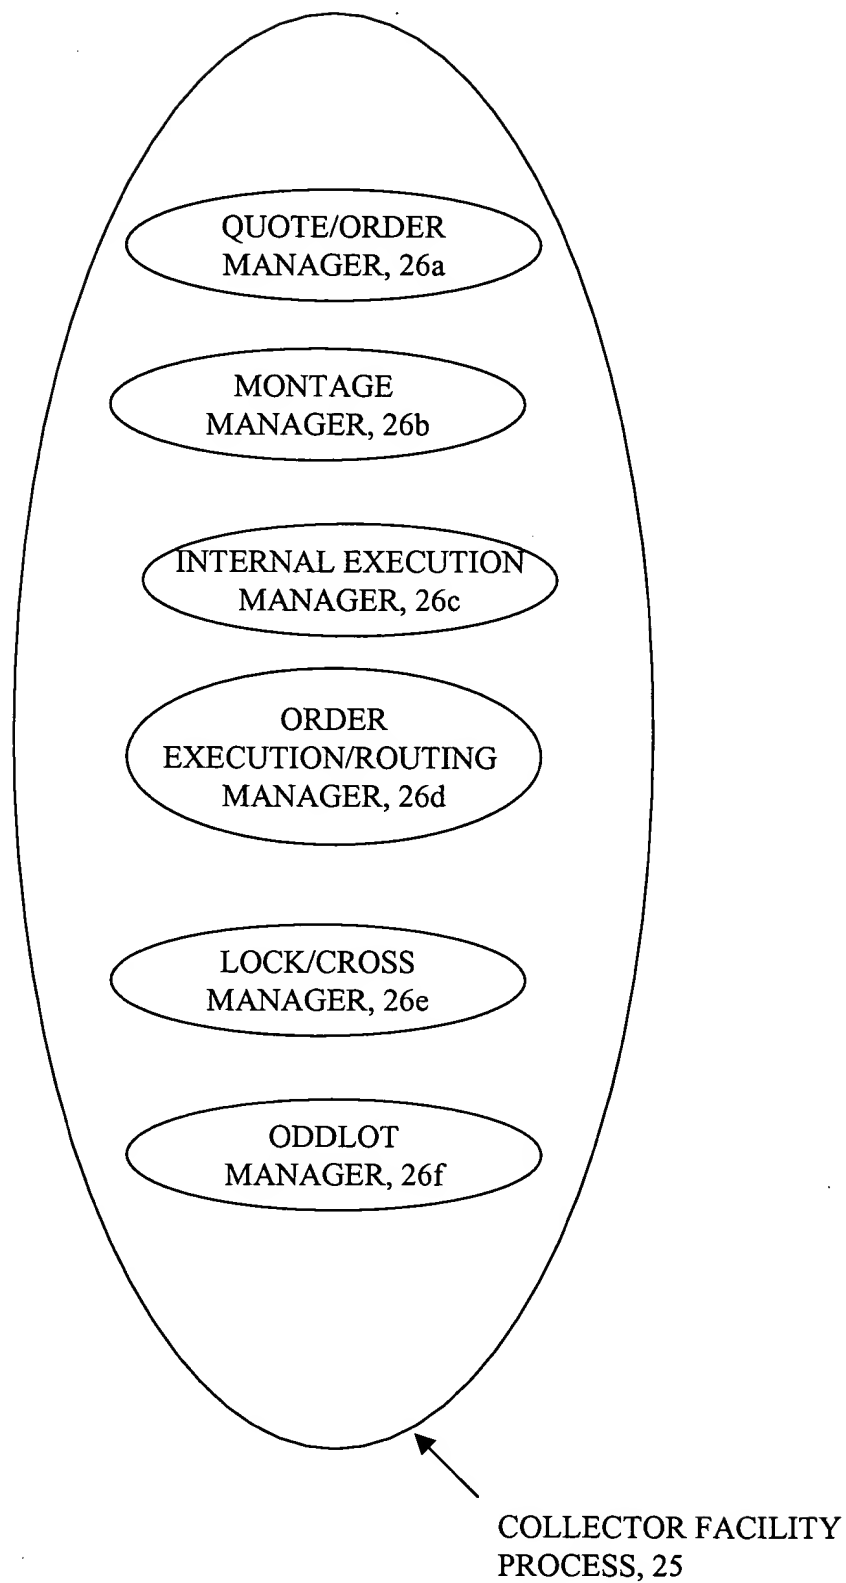 QUOTE/ORDER
MANAGER, 26a
MONTAGE
MANAGER, 26b
INTERNAL EXECUTION
MANAGER, 26c
ORDER
EXECUTION/ROUTING
MANAGER, 26d
LOCK/CROSS
MANAGER, 26e
ODDLOT
MANAGER, 26f
COLLECTOR FACILITY
PROCESS, 25